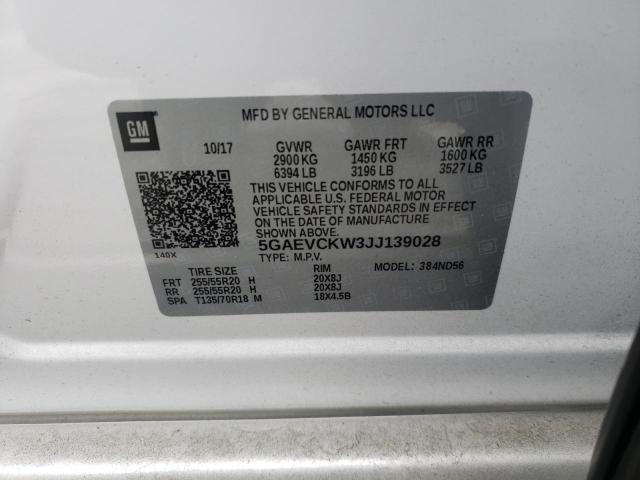 GM
MFD BY GENERAL MOTORS LLC
10/17 GVWR GAWR FRT GAWR RR
2900 KG 1450 KG 1600 KG
6394 LB 3196 LB 3527 LB
THIS VEHICLE CONFORMS TO ALL
APPLICABLE U.S. FEDERAL MOTOR
VEHICLE SAFETY STANDARDS IN EFFECT
ON THE DATE OF MANUFACTURE
SHOWN ABOVE.
140X 5GAEVCKW3JJ139028
TYPE: M.P.V. MODEL: 384ND56
TIRE SIZE RIM
FRT 255/55R20 H 20X8J
RR 255/55R20 H 20X8J
SPA T135/70R18 M 18X4.5B